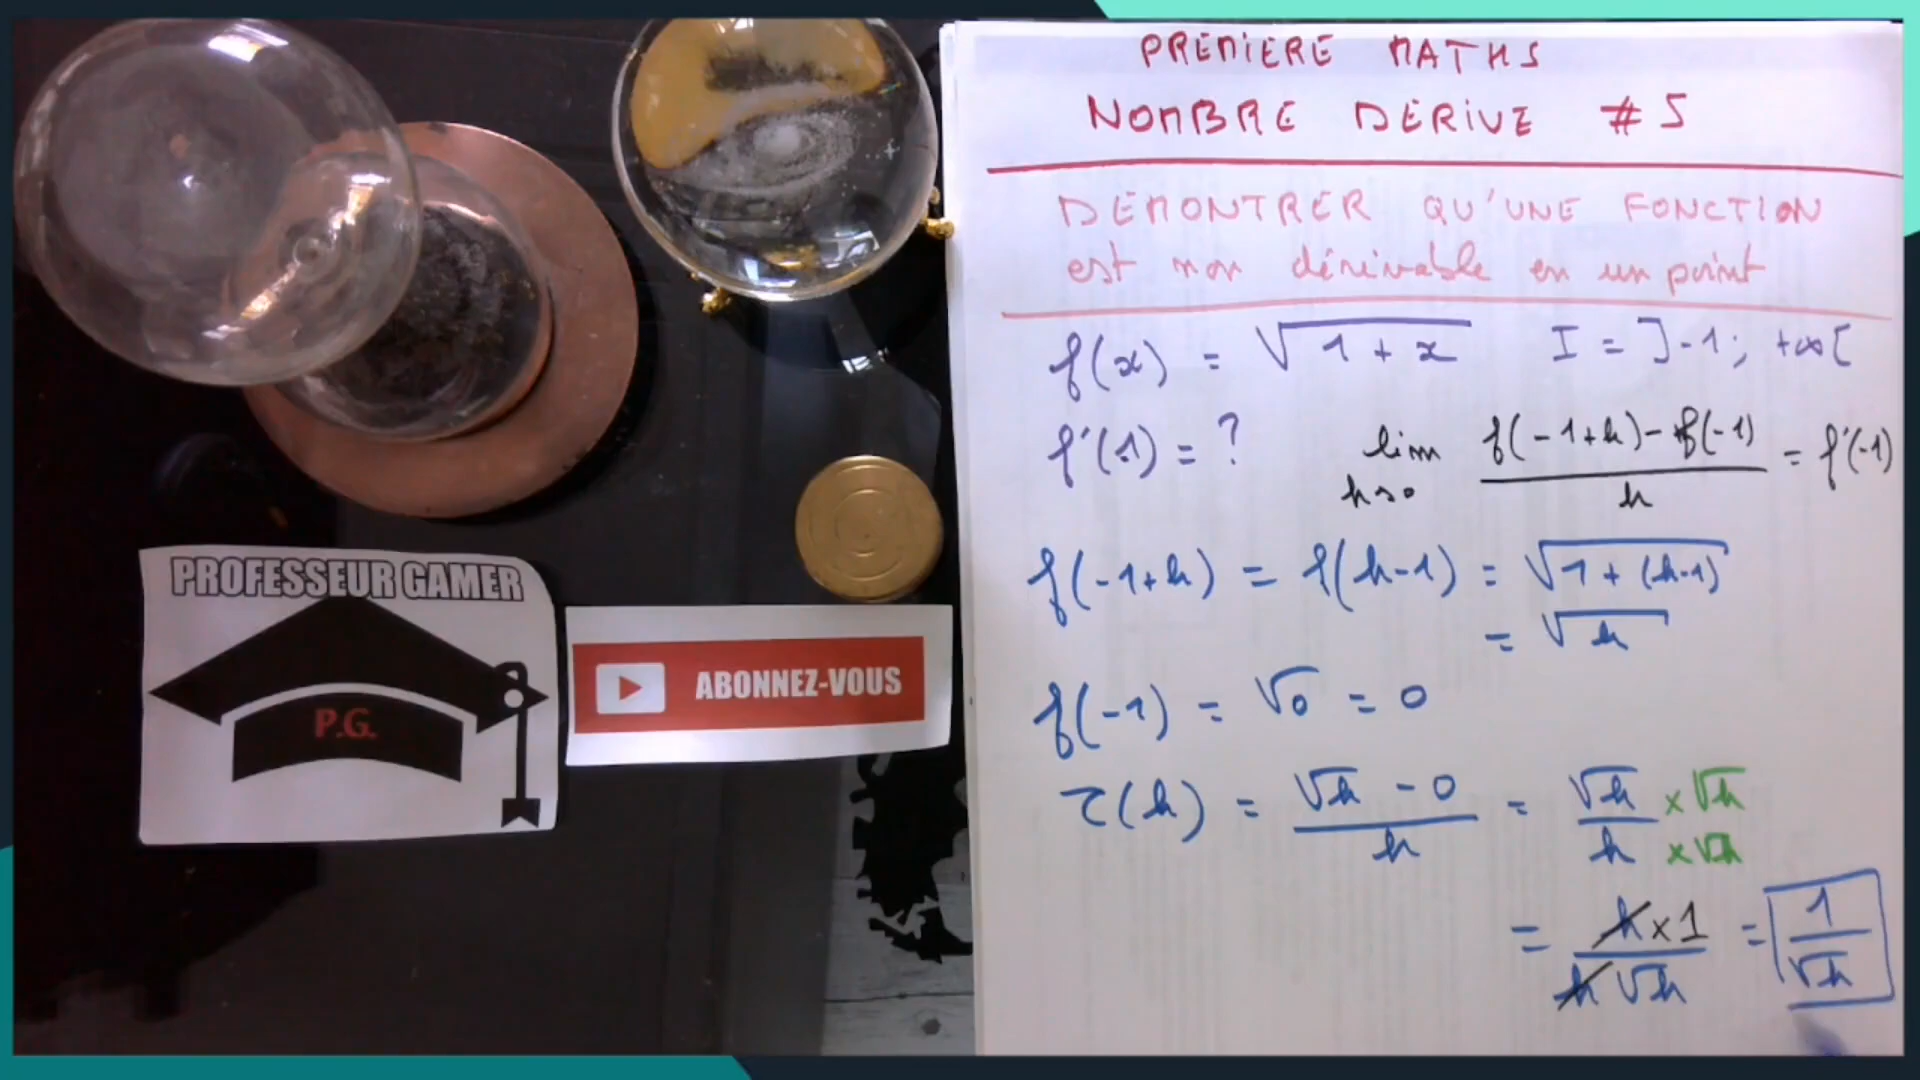 PREMIERE MATHS
NOMBRE DERIVE #5
DEMONTRER QU'UNE FONCTION
est non dérivable en un point
f(x) = √(1 + x)   I = ]-1; +∞[
f'(-1) = ?   lim h→0 (f(-1+h) - f(-1))/h = f'(-1)
f(-1+h) = f(h-1) = √(1 + (h-1))
= √h
f(-1) = √0 = 0
τ(h) = (√h - 0)/h = √h/h ×√h ×√h
= (h×1)/(h√h) = 1/√h
PROFESSEUR GAMER
P.G.
ABONNEZ-VOUS